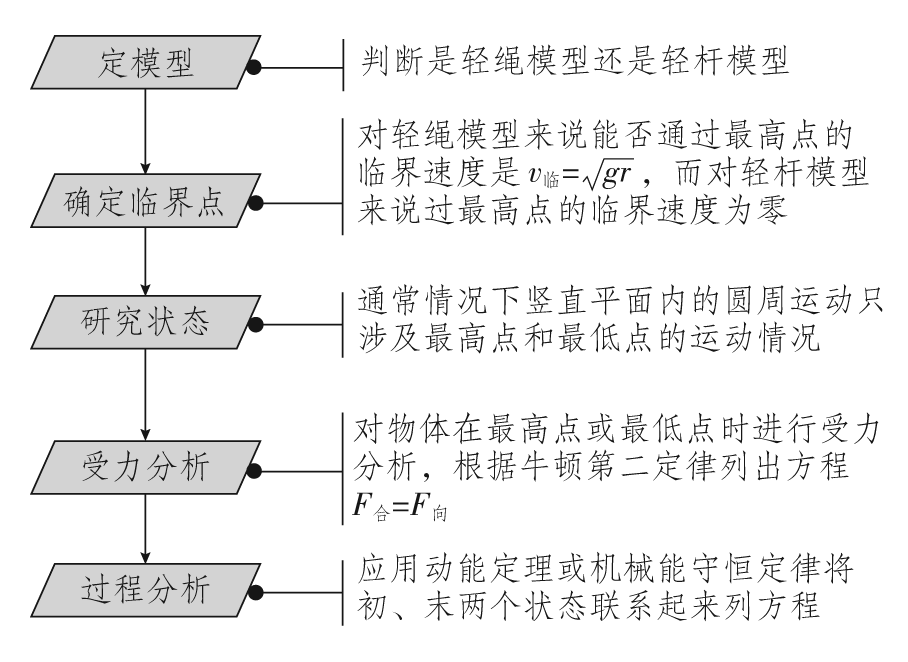 定模型
判断是轻绳模型还是轻杆模型
对轻绳模型来说能否通过最高点的
临界速度是v临=√gr，而对轻杆模型
来说过最高点的临界速度为零
确定临界点
通常情况下竖直平面内的圆周运动只
涉及最高点和最低点的运动情况
研究状态
对物体在最高点或最低点时进行受力
分析，根据牛顿第二定律列出方程
F合=F向
受力分析
应用动能定理或机械能守恒定律将
初、末两个状态联系起来列方程
过程分析